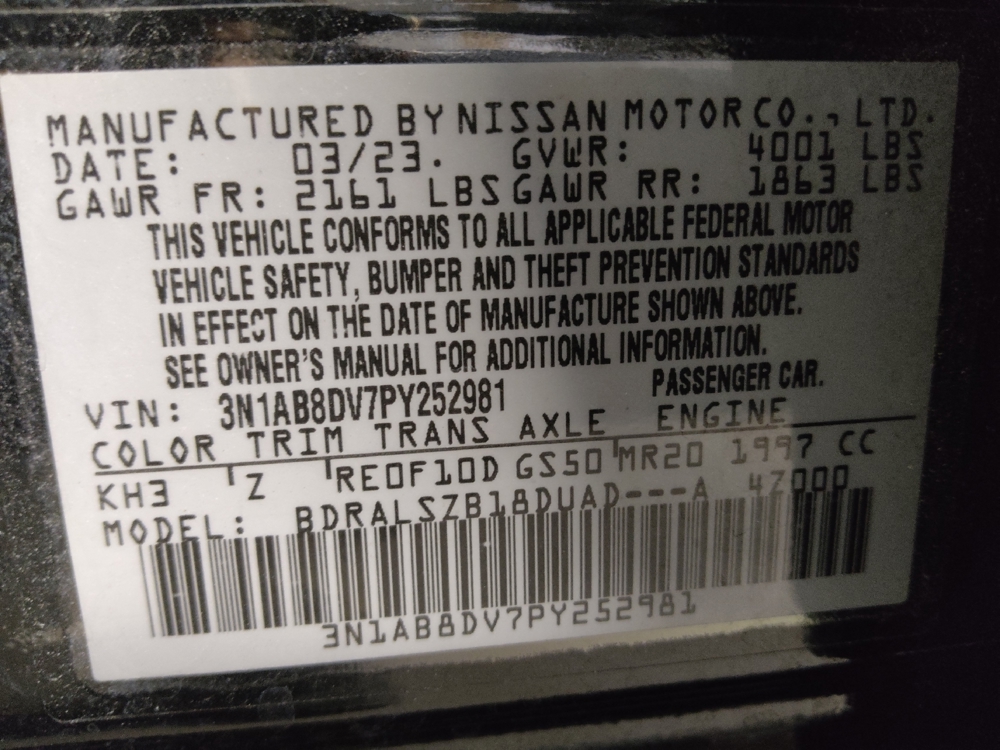 MANUFACTURED BY NISSAN MOTOR CO., LTD.
DATE: 03/23. GVWR: 4001 LBS
GAWR FR: 2161 LBS GAWR RR: 1863 LBS
THIS VEHICLE CONFORMS TO ALL APPLICABLE FEDERAL MOTOR
VEHICLE SAFETY, BUMPER AND THEFT PREVENTION STANDARDS
IN EFFECT ON THE DATE OF MANUFACTURE SHOWN ABOVE.
SEE OWNER'S MANUAL FOR ADDITIONAL INFORMATION.
VIN: 3N1AB8DV7PY252981 PASSENGER CAR.
COLOR TRIM TRANS AXLE ENGINE
KH3 Z RE0F10D GS50 MR20 1997 CC
MODEL: BDRALSZB18DUAD---A 47000
3N1AB8DV7PY252981